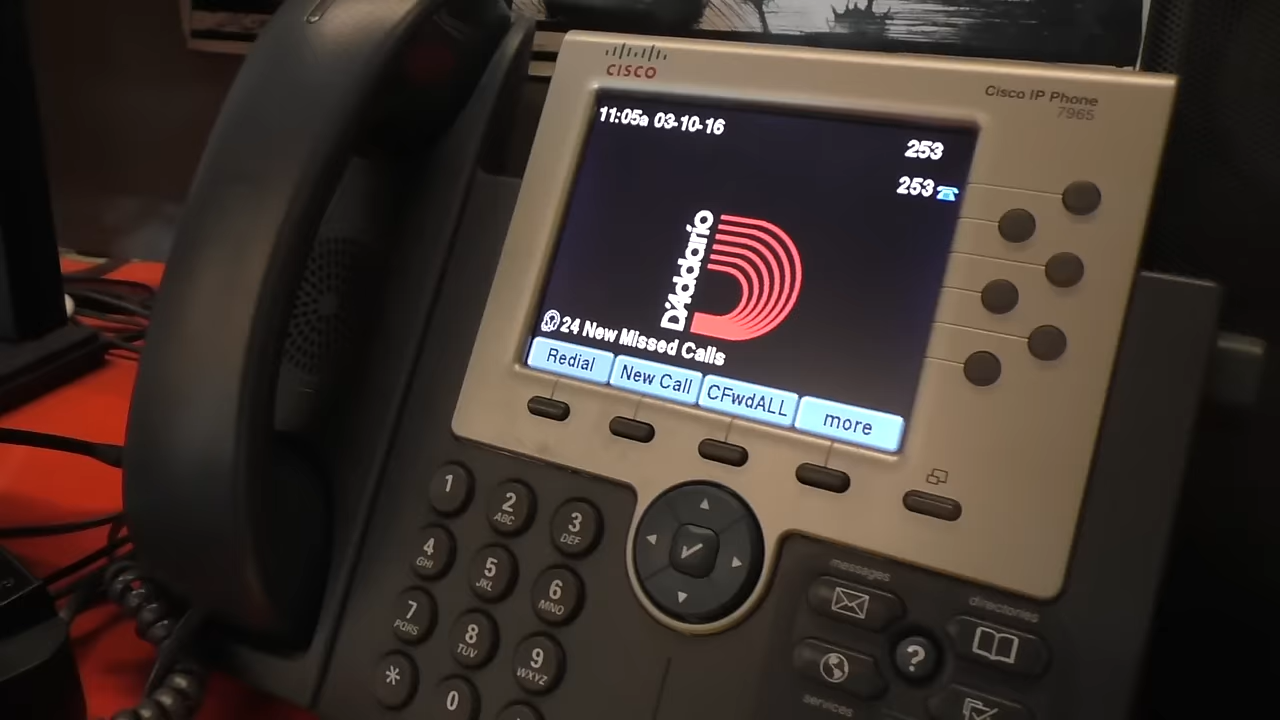 CISCO
Cisco IP Phone
7965
11:05a 03-10-16
253
253
D'Addario
24 New Missed Calls
Redial
New Call
CFwdALL
more
1
2
ABC
3
DEF
4
GHI
5
JKL
6
MNO
7
PQRS
8
TUV
9
WXYZ
*
0
messages
directories
?
services